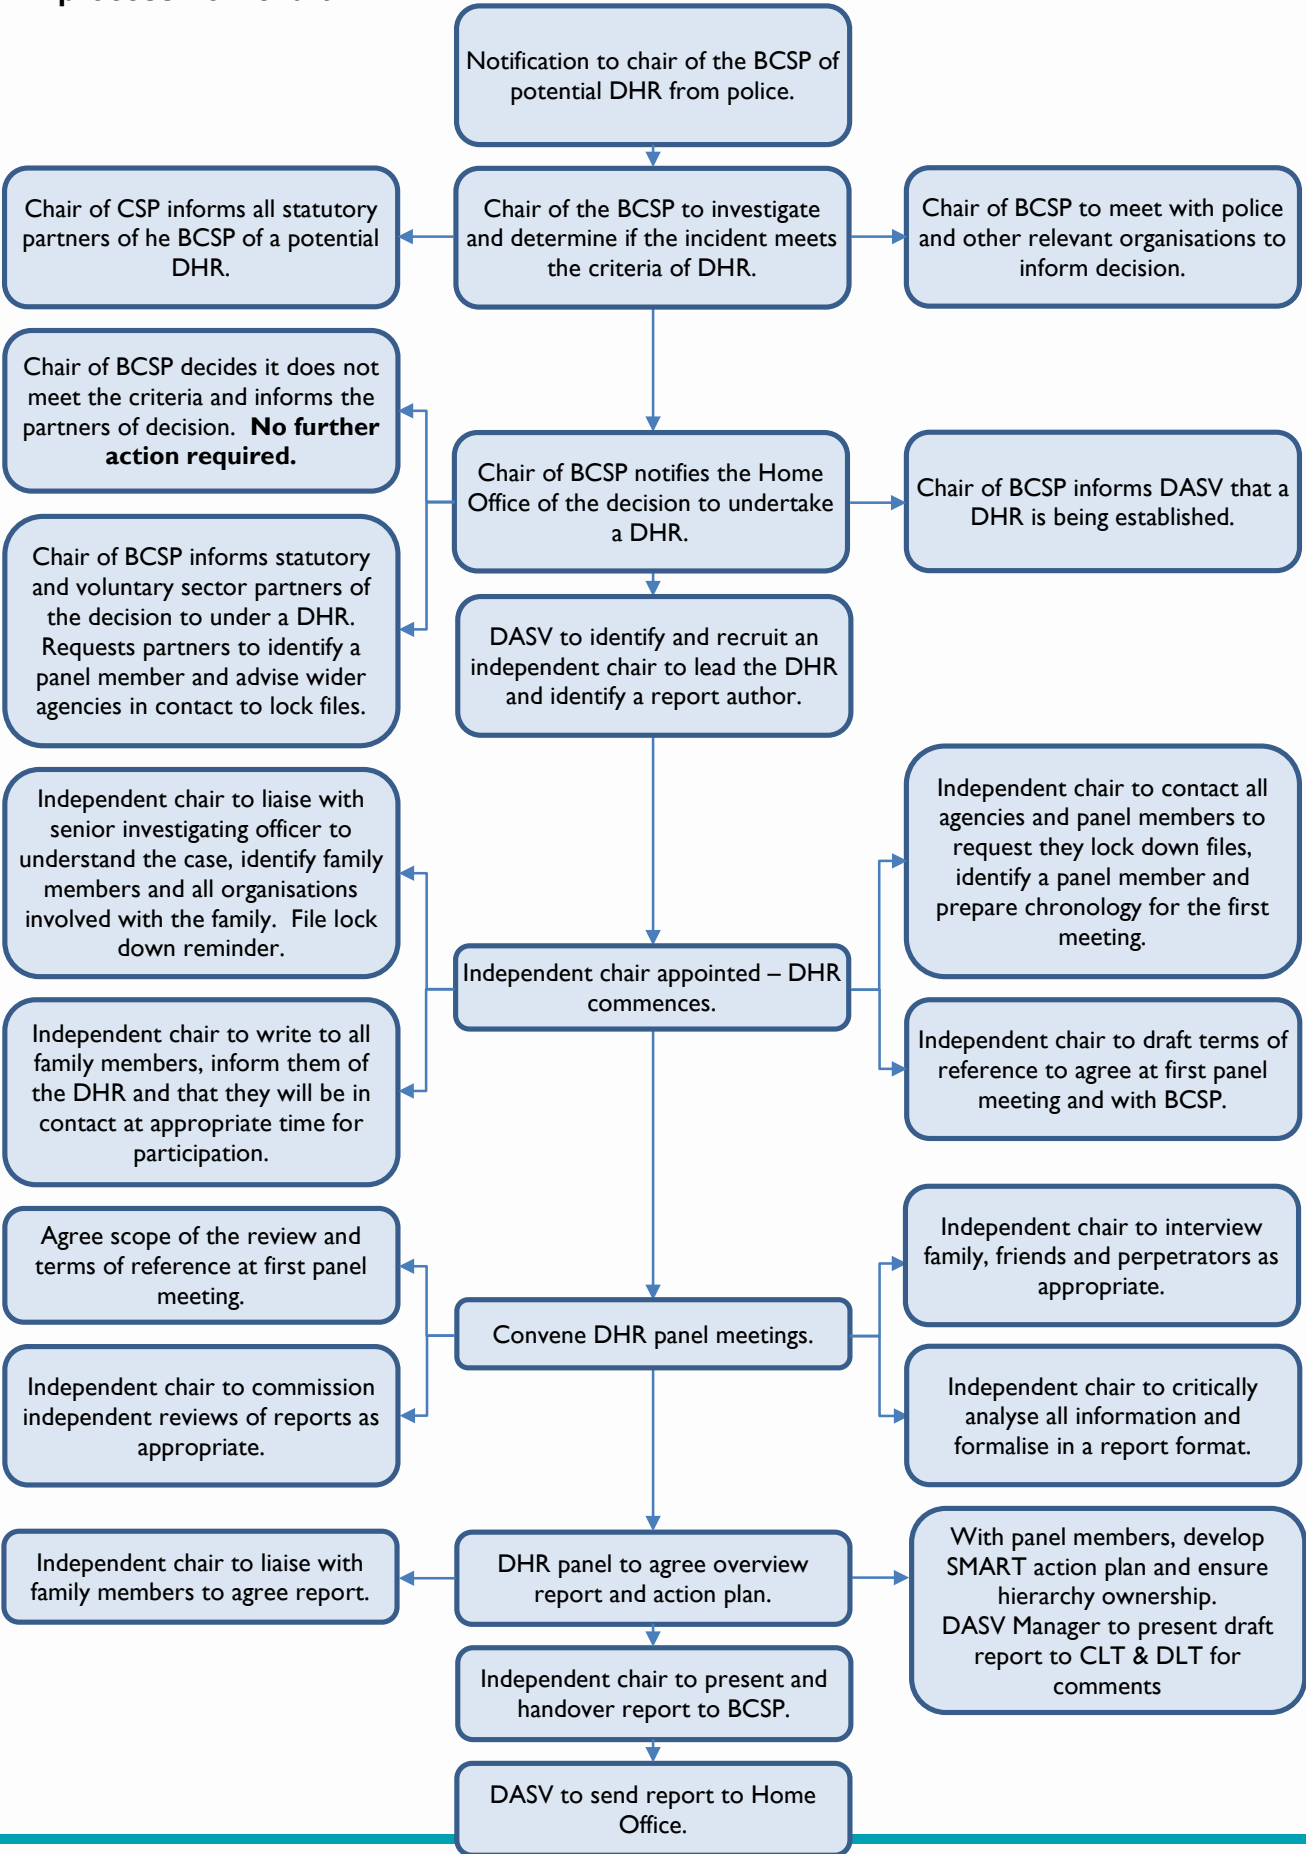 Notification to chair of the BCSP of
potential DHR from police.
Chair of CSP informs all statutory
partners of he BCSP of a potential
DHR.
Chair of the BCSP to investigate
and determine if the incident meets
the criteria of DHR.
Chair of BCSP to meet with police
and other relevant organisations to
inform decision.
Chair of BCSP decides it does not
meet the criteria and informs the
partners of decision.  No further
action required.
Chair of BCSP notifies the Home
Office of the decision to undertake
a DHR.
Chair of BCSP informs DASV that a
DHR is being established.
Chair of BCSP informs statutory
and voluntary sector partners of
the decision to under a DHR.
Requests partners to identify a
panel member and advise wider
agencies in contact to lock files.
DASV to identify and recruit an
independent chair to lead the DHR
and identify a report author.
Independent chair to liaise with
senior investigating officer to
understand the case, identify family
members and all organisations
involved with the family.  File lock
down reminder.
Independent chair to contact all
agencies and panel members to
request they lock down files,
identify a panel member and
prepare chronology for the first
meeting.
Independent chair appointed – DHR
commences.
Independent chair to write to all
family members, inform them of
the DHR and that they will be in
contact at appropriate time for
participation.
Independent chair to draft terms of
reference to agree at first panel
meeting and with BCSP.
Agree scope of the review and
terms of reference at first panel
meeting.
Independent chair to interview
family, friends and perpetrators as
appropriate.
Convene DHR panel meetings.
Independent chair to commission
independent reviews of reports as
appropriate.
Independent chair to critically
analyse all information and
formalise in a report format.
Independent chair to liaise with
family members to agree report.
DHR panel to agree overview
report and action plan.
With panel members, develop
SMART action plan and ensure
hierarchy ownership.
DASV Manager to present draft
report to CLT & DLT for
comments
Independent chair to present and
handover report to BCSP.
DASV to send report to Home
Office.